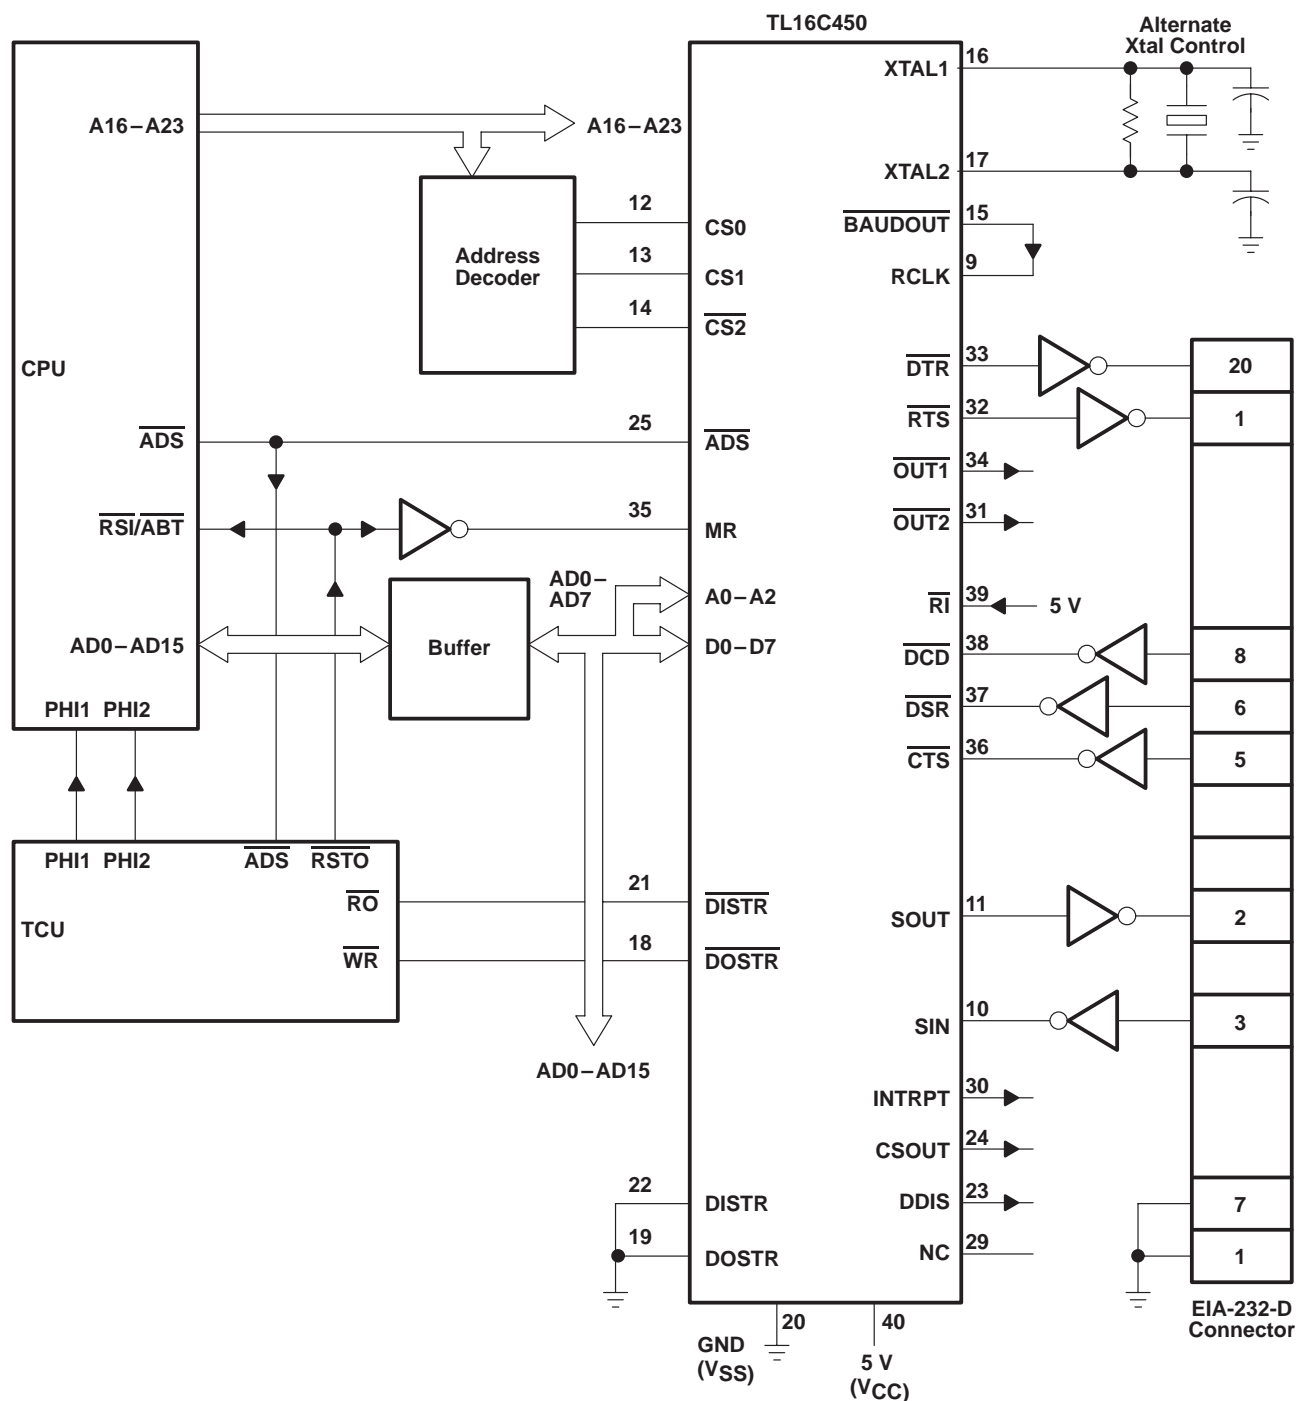 TL16C450
Alternate
Xtal Control
CPU
A16–A23
A16–A23
Address
Decoder
12
CS0
13
CS1
14
CS2
ADS
25
ADS
RSI/ABT
35
MR
AD0–
AD7
A0–A2
AD0–AD15
Buffer
D0–D7
PHI1 PHI2
PHI1 PHI2
ADS
RSTO
TCU
RO
21
DISTR
WR
18
DOSTR
AD0–AD15
22
DISTR
19
DOSTR
XTAL1
16
XTAL2
17
BAUDOUT
15
RCLK
9
DTR
33
20
RTS
32
1
OUT1
34
OUT2
31
RI
39
5 V
DCD
38
8
DSR
37
6
CTS
36
5
SOUT
11
2
SIN
10
3
INTRPT
30
CSOUT
24
DDIS
23
7
NC
29
1
EIA-232-D
Connector
20
GND
(VSS)
40
5 V
(VCC)